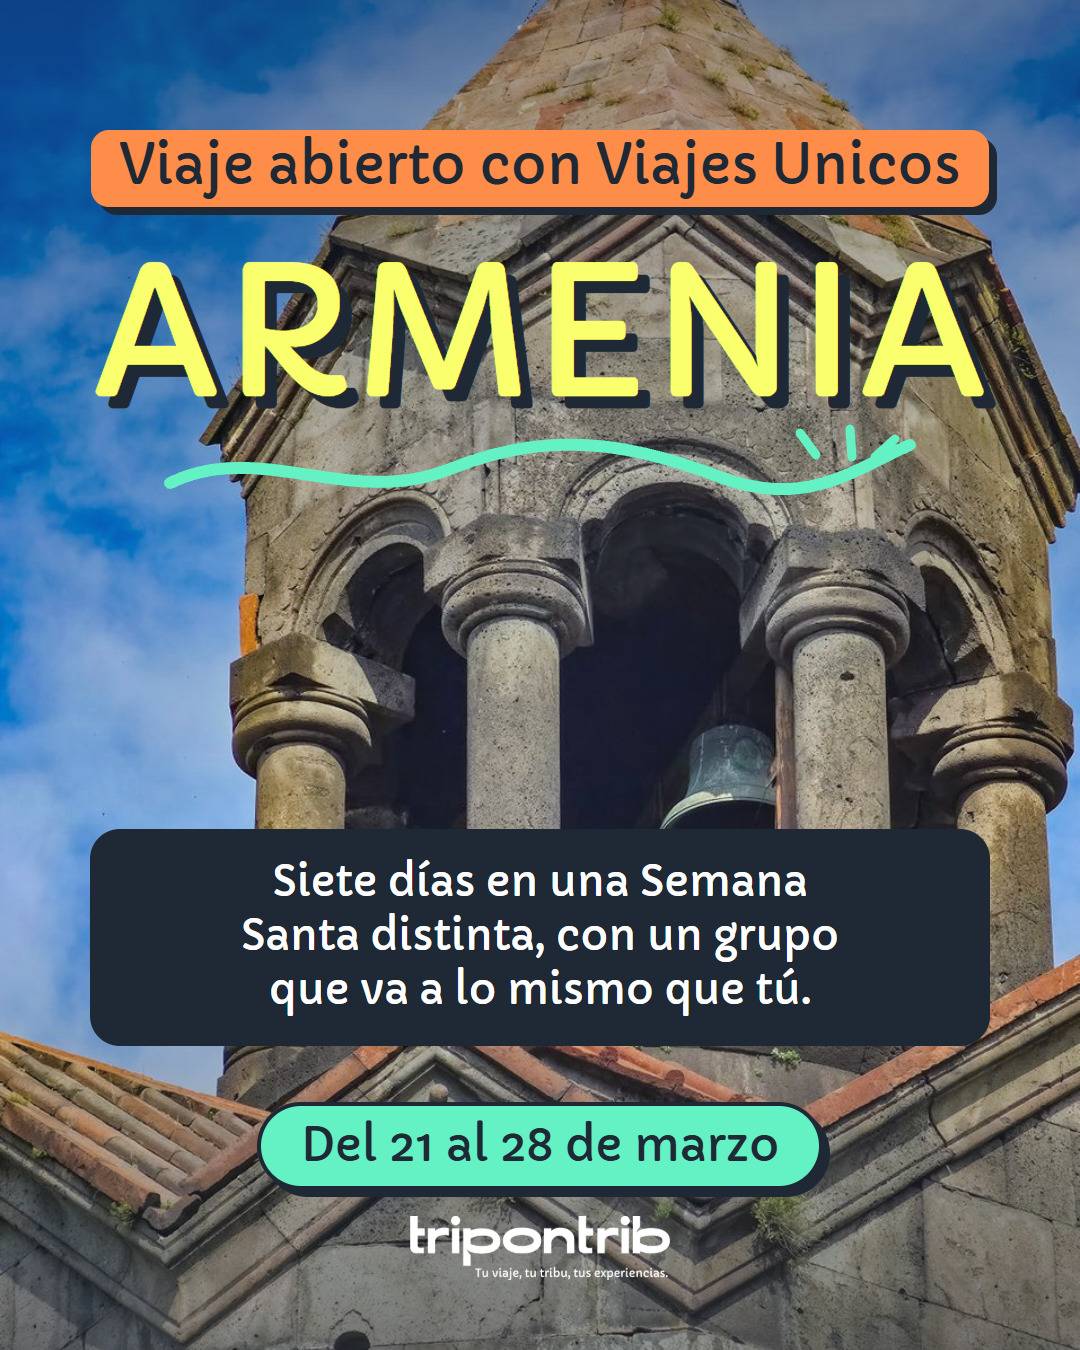 Viaje abierto con Viajes Unicos
ARMENIA
Siete días en una Semana
Santa distinta, con un grupo
que va a lo mismo que tú.
Del 21 al 28 de marzo
tripontrib
Tu viaje, tu tribu, tus experiencias.